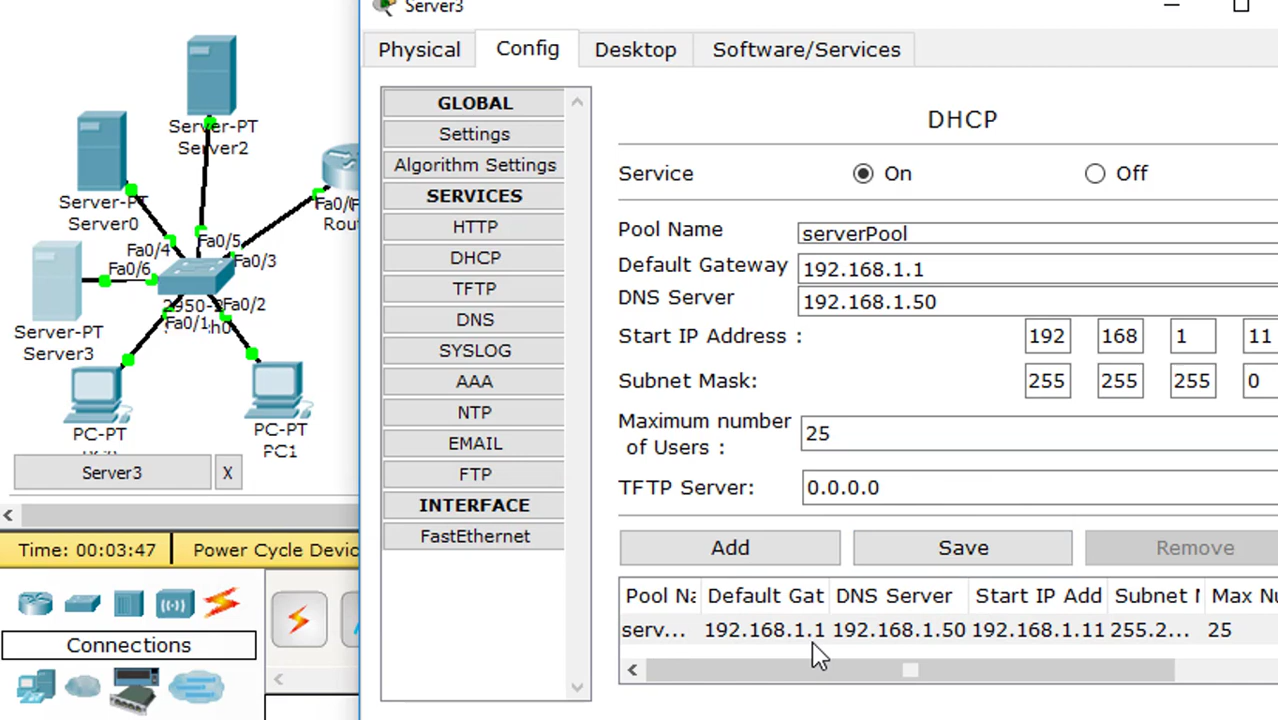 Server3
Physical
Config
Desktop
Software/Services
GLOBAL
Settings
Algorithm Settings
SERVICES
HTTP
DHCP
TFTP
DNS
SYSLOG
AAA
NTP
EMAIL
FTP
INTERFACE
FastEthernet
DHCP
Service On Off
Pool Name serverPool
Default Gateway 192.168.1.1
DNS Server 192.168.1.50
Start IP Address : 192 168 1 11
Subnet Mask: 255 255 255 0
Maximum number
of Users : 25
TFTP Server: 0.0.0.0
Add Save Remove
Pool Na Default Gat DNS Server Start IP Add Subnet Max Nu
serv... 192.168.1.1 192.168.1.50 192.168.1.11 255.2... 25
Server-PT
Server2
Server-PT
Server0
Fa0/
Rou
Fa0/5
Fa0/4
Fa0/3
Fa0/6
2950-
Fa0/2
Fa0/1
Server-PT
Server3
PC-PT
PC-PT
PC1
Server3 X
Time: 00:03:47
Power Cycle Devic
Connections